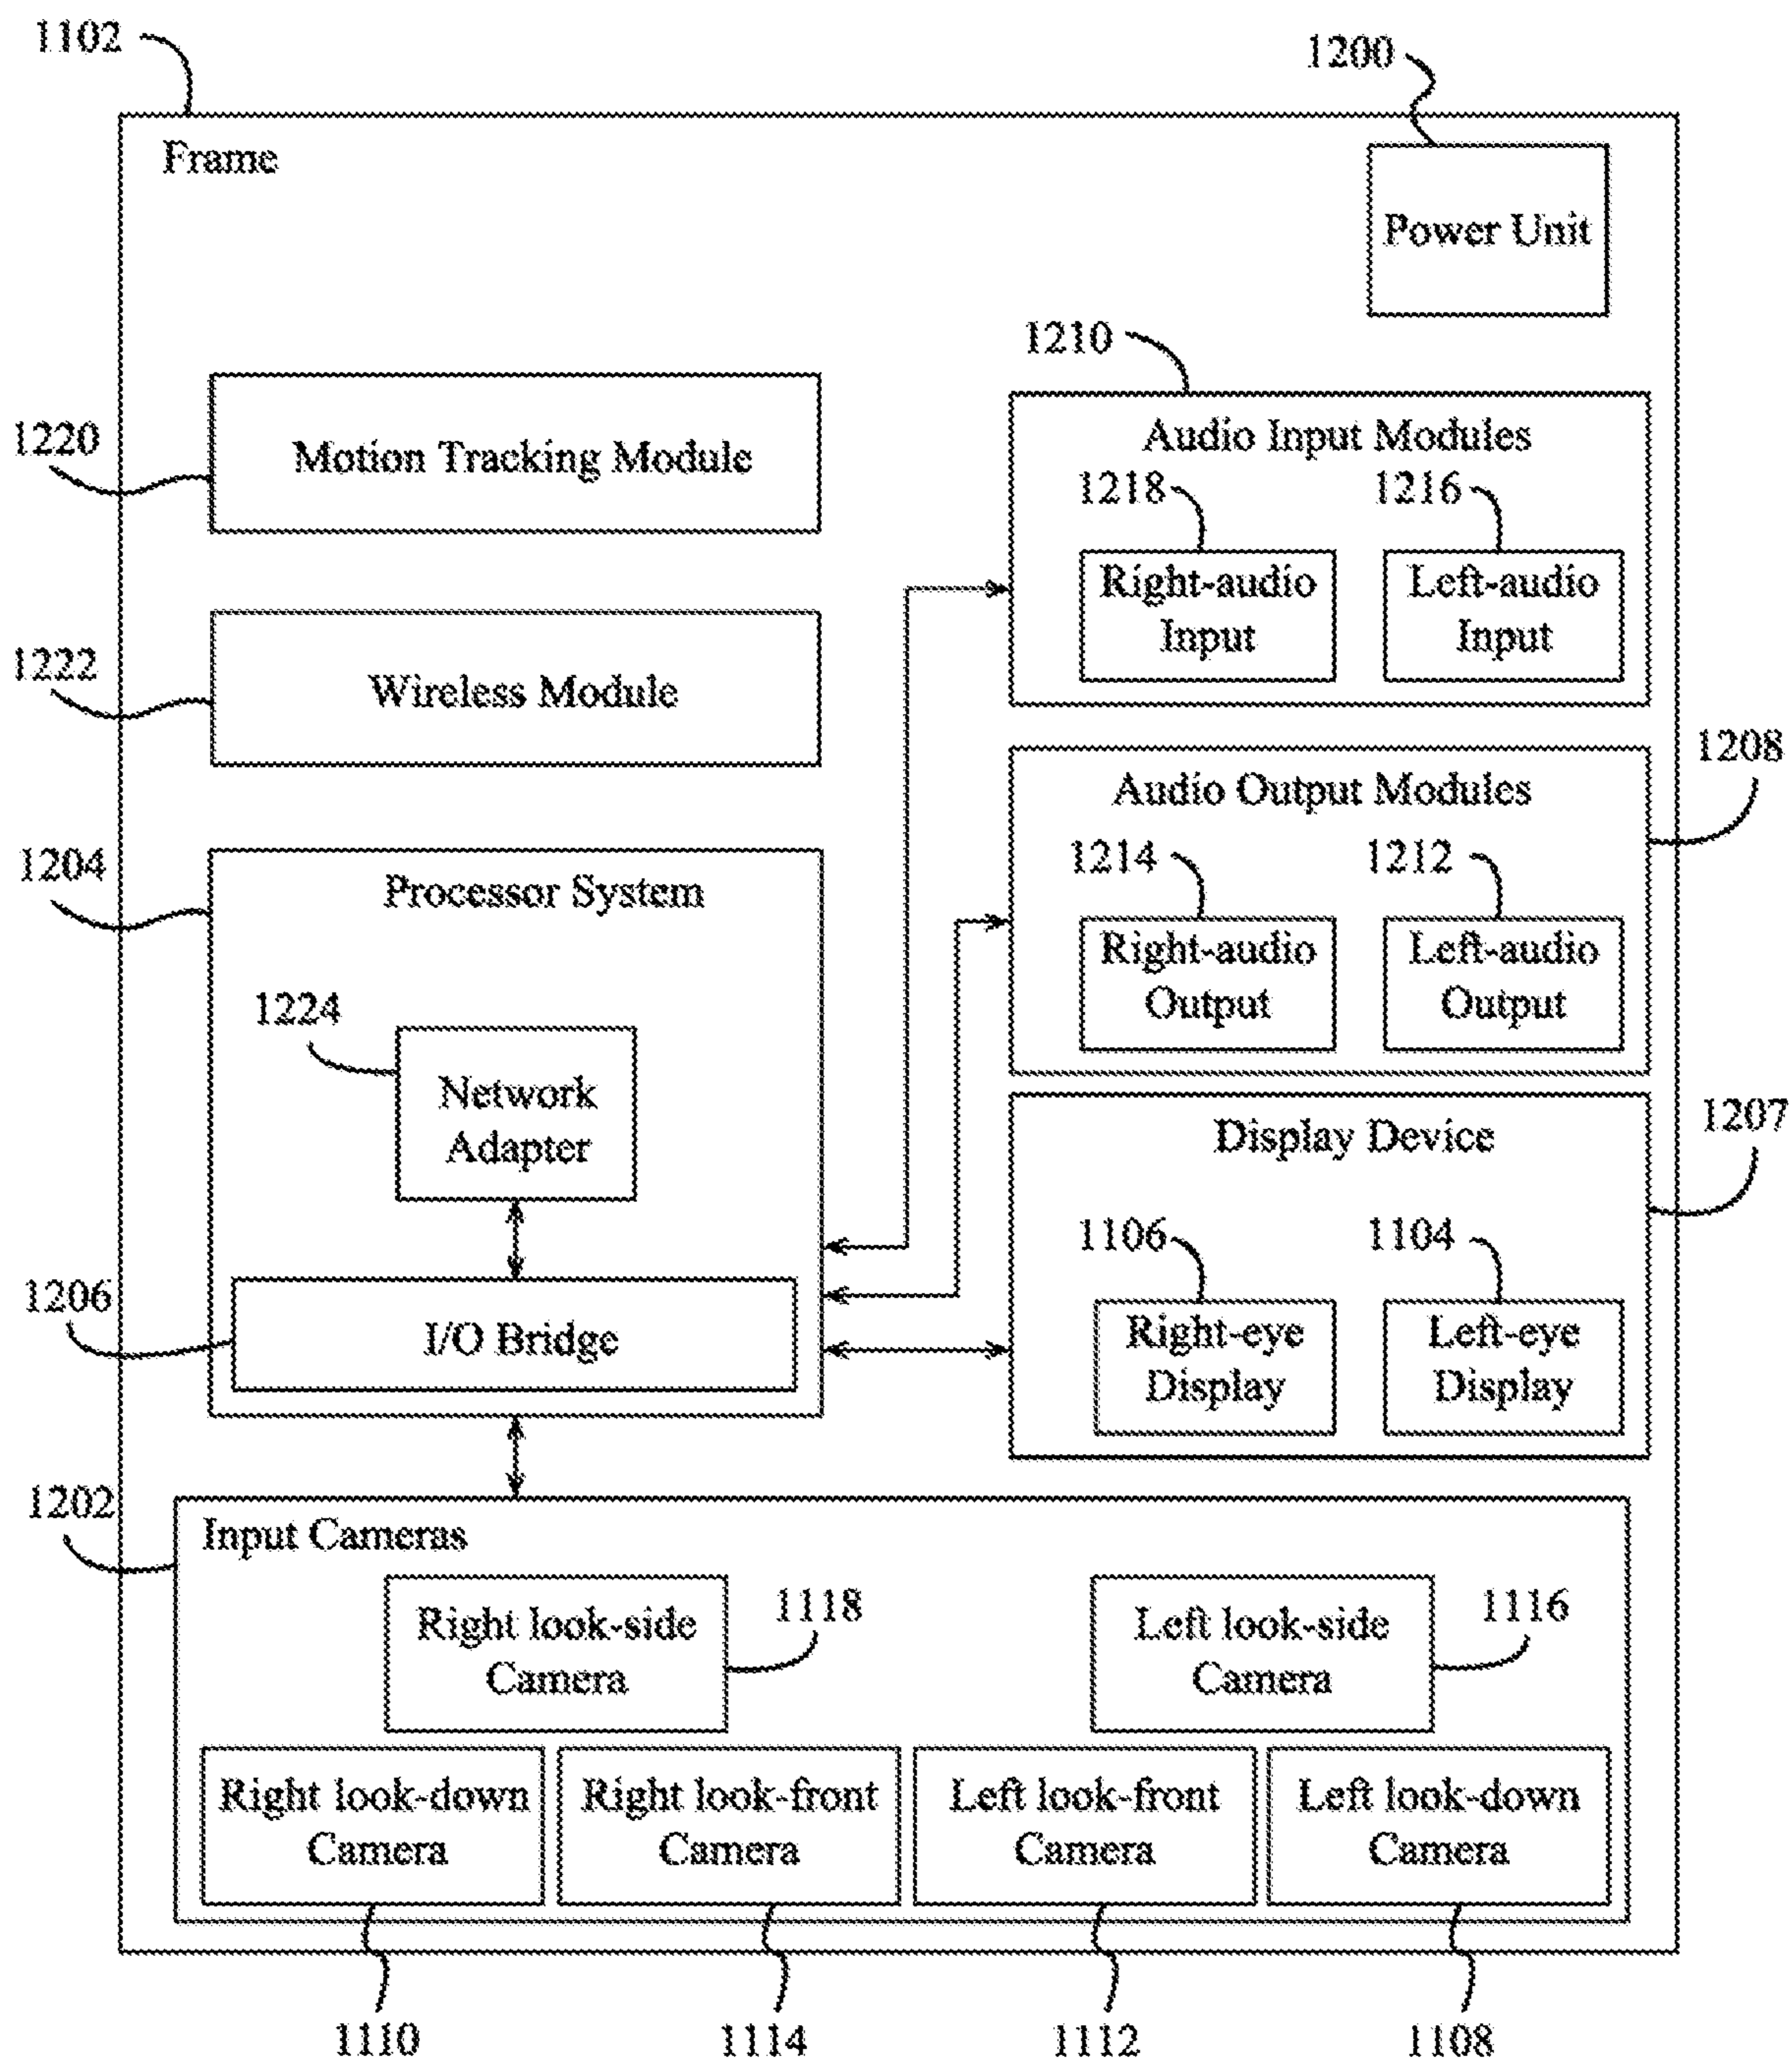 1102
1200
Frame
Power Unit
1210
1220
Motion Tracking Module
Audio Input Modules
1218
1216
Right-audio
Input
Left-audio
Input
1222
Wireless Module
1208
Audio Output Modules
1214
1212
Right-audio
Output
Left-audio
Output
1204
Processor System
1224
Network
Adapter
1207
Display Device
1106
1104
Right-eye
Display
Left-eye
Display
1206
I/O Bridge
1202
Input Cameras
Right look-side
Camera
1118
Left look-side
Camera
1116
Right look-down
Camera
Right look-front
Camera
Left look-front
Camera
Left look-down
Camera
1110
1114
1112
1108